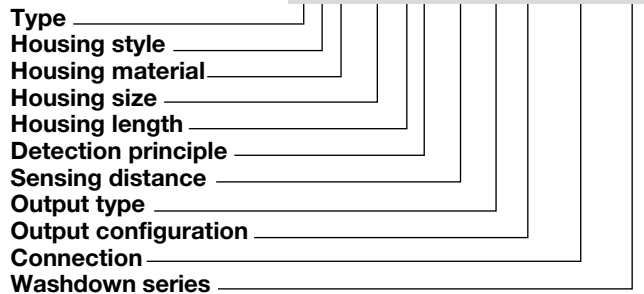 Type
Housing style
Housing material
Housing size
Housing length
Detection principle
Sensing distance
Output type
Output configuration
Connection
Washdown series